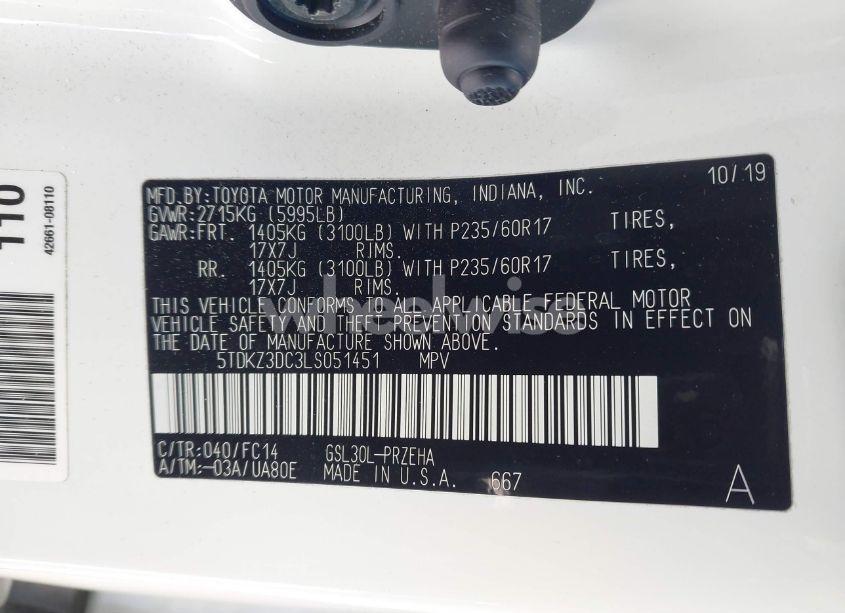 110
42661-08110
MFD.BY:TOYOTA MOTOR MANUFACTURING, INDIANA, INC. 10/19
GVWR:2715KG (5995LB)
GAWR:FRT. 1405KG (3100LB) WITH P235/60R17 TIRES,
17X7J RIMS.
RR. 1405KG (3100LB) WITH P235/60R17 TIRES,
17X7J RIMS.
THIS VEHICLE CONFORMS TO ALL APPLICABLE FEDERAL MOTOR
VEHICLE SAFETY AND THEFT PREVENTION STANDARDS IN EFFECT ON
THE DATE OF MANUFACTURE SHOWN ABOVE.
5TDKZ3DC3LS051451 MPV
C/TR:040/FC14 GSL30L-PRZEHA
A/TM:-03A/UA80E MADE IN U.S.A. 667 A
wheelwise